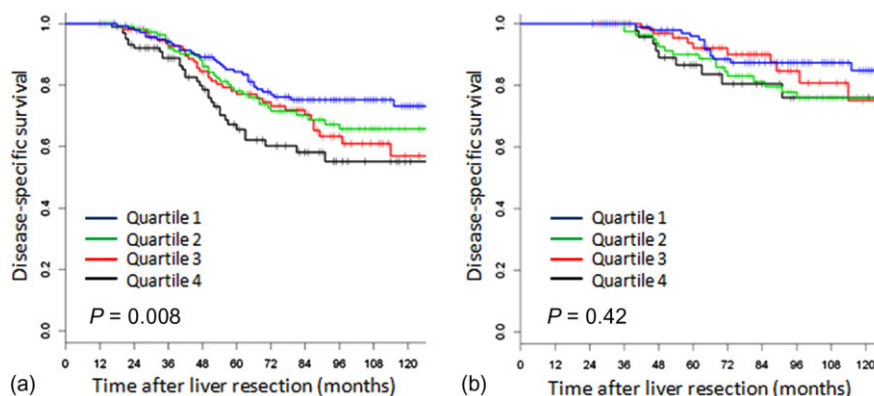 Disease-specific survival
1.0
0.8
0.6
0.4
0.2
0.0
Quartile 1
Quartile 2
Quartile 3
Quartile 4
P = 0.008
0 12 24 36 48 60 72 84 96 108 120
(a) Time after liver resection (months)
Disease-specific survival
1.0
0.8
0.6
0.4
0.2
0.0
Quartile 1
Quartile 2
Quartile 3
Quartile 4
P = 0.42
0 12 24 36 48 60 72 84 96 108 120
(b) Time after liver resection (months)